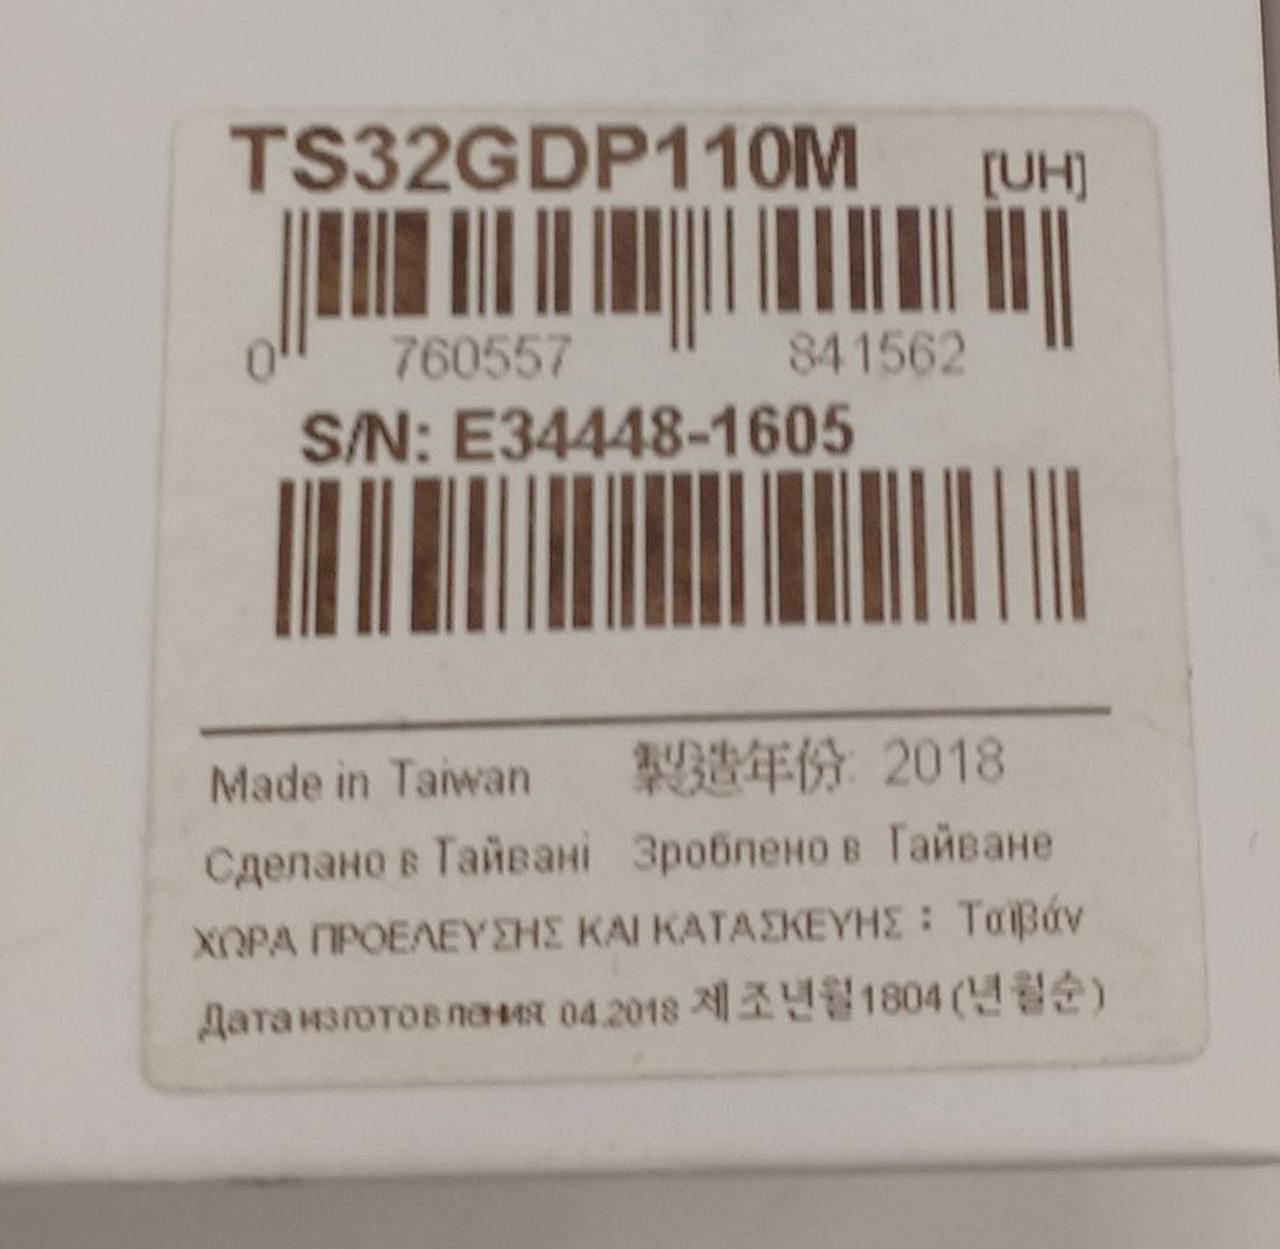 TS32GDP110M [UH]
0 760557 841562
S/N: E34448-1605
Made in Taiwan 製造年份: 2018
Сделано в Тайвані Зроблено в Тайване
ΧΩΡΑ ΠΡΟΕΛΕΥΣΗΣ ΚΑΙ ΚΑΤΑΣΚΕΥΗΣ : Ταϊβάν
Дата изготовления 04.2018 제조년월1804(년월순)